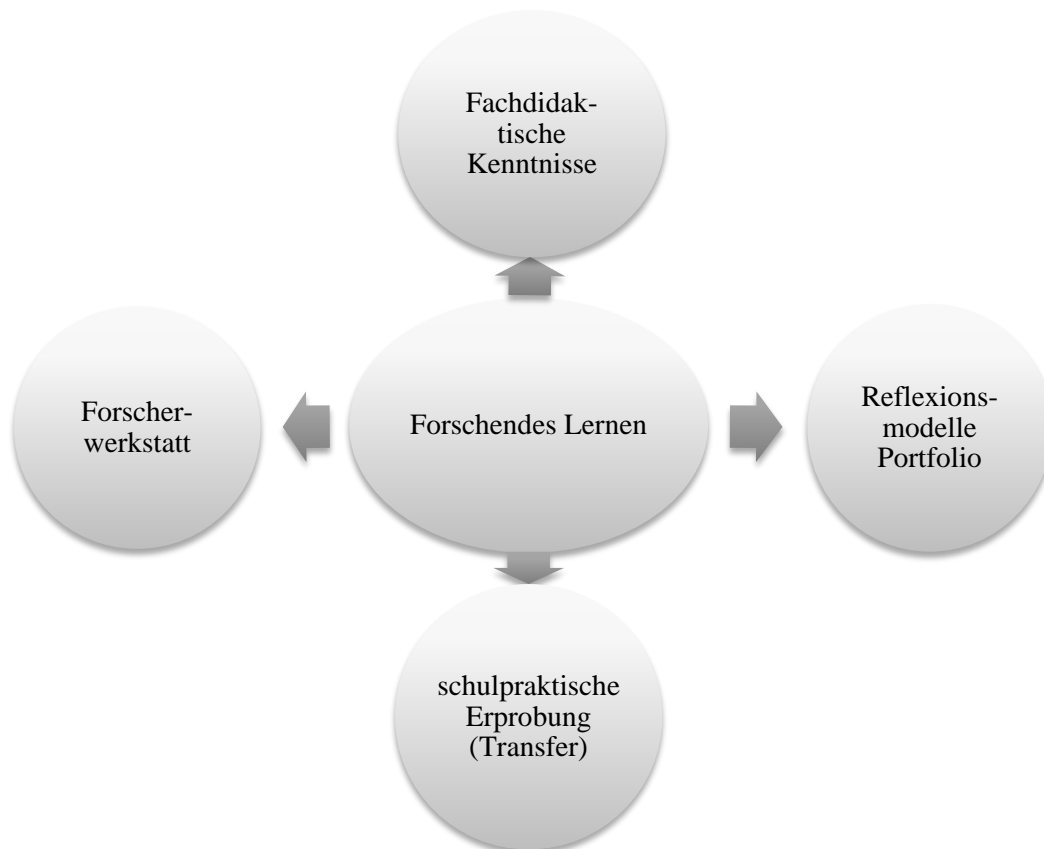 Fachdidak-
tische
Kenntnisse
Forscher-
werkstatt
Forschendes Lernen
Reflexions-
modelle
Portfolio
schulpraktische
Erprobung
(Transfer)